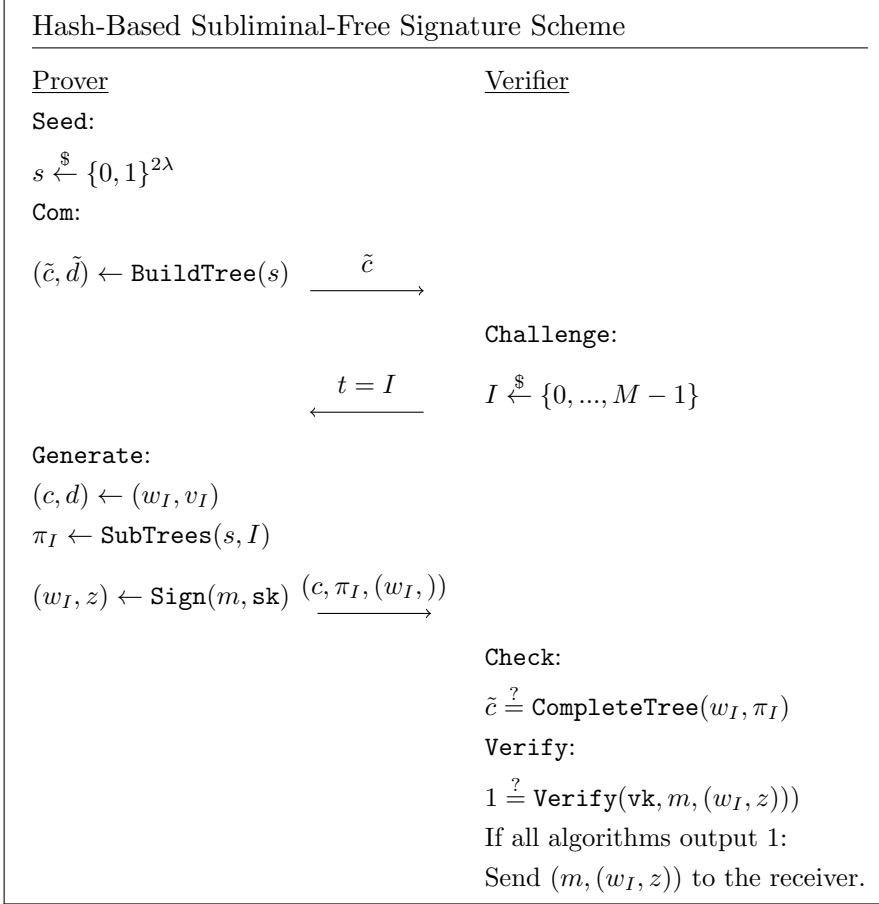 Hash-Based Subliminal-Free Signature Scheme
Prover Verifier
Seed:
s $← {0, 1}^{2λ}
Com:
(c̃, d̃) ← BuildTree(s) c̃
Challenge:
t = I I $← {0, ..., M − 1}
Generate:
(c, d) ← (w_I, v_I)
π_I ← SubTrees(s, I)
(w_I, z) ← Sign(m, sk) (c, π_I, (w_I, ))
Check:
c̃ ?= CompleteTree(w_I, π_I)
Verify:
1 ?= Verify(vk, m, (w_I, z)))
If all algorithms output 1:
Send (m, (w_I, z)) to the receiver.